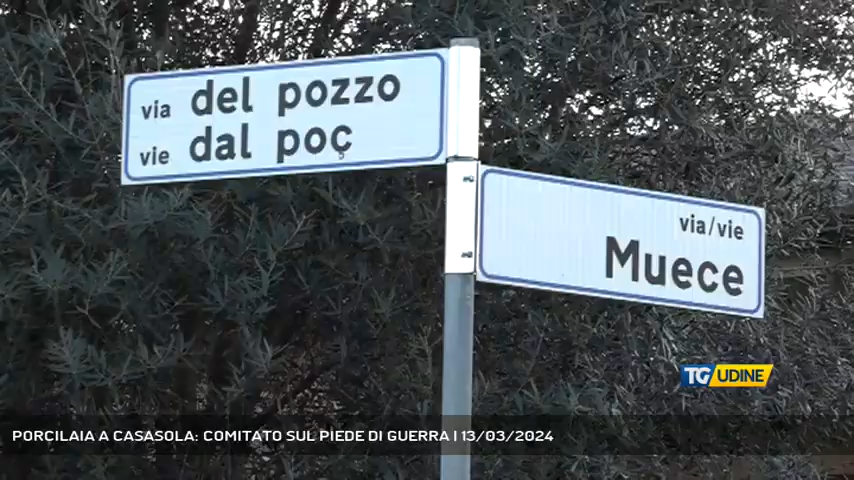 via del pozzo
vie dal poç
via/vie
Muece
TG UDINE
PORCILAIA A CASASOLA: COMITATO SUL PIEDE DI GUERRA | 13/03/2024